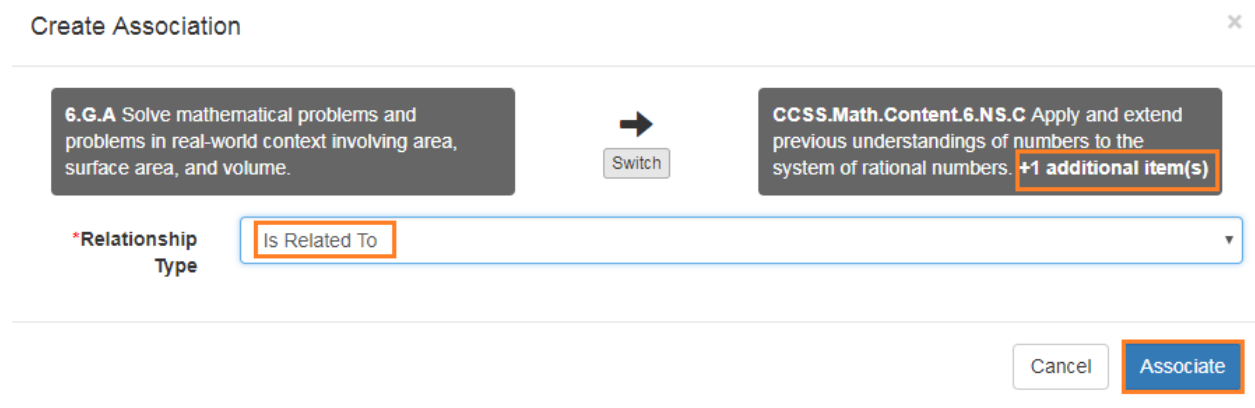 Create Association
×
6.G.A Solve mathematical problems and
problems in real-world context involving area,
surface area, and volume.
Switch
CCSS.Math.Content.6.NS.C Apply and extend
previous understandings of numbers to the
system of rational numbers. +1 additional item(s)
*Relationship
Type
Is Related To
Cancel
Associate